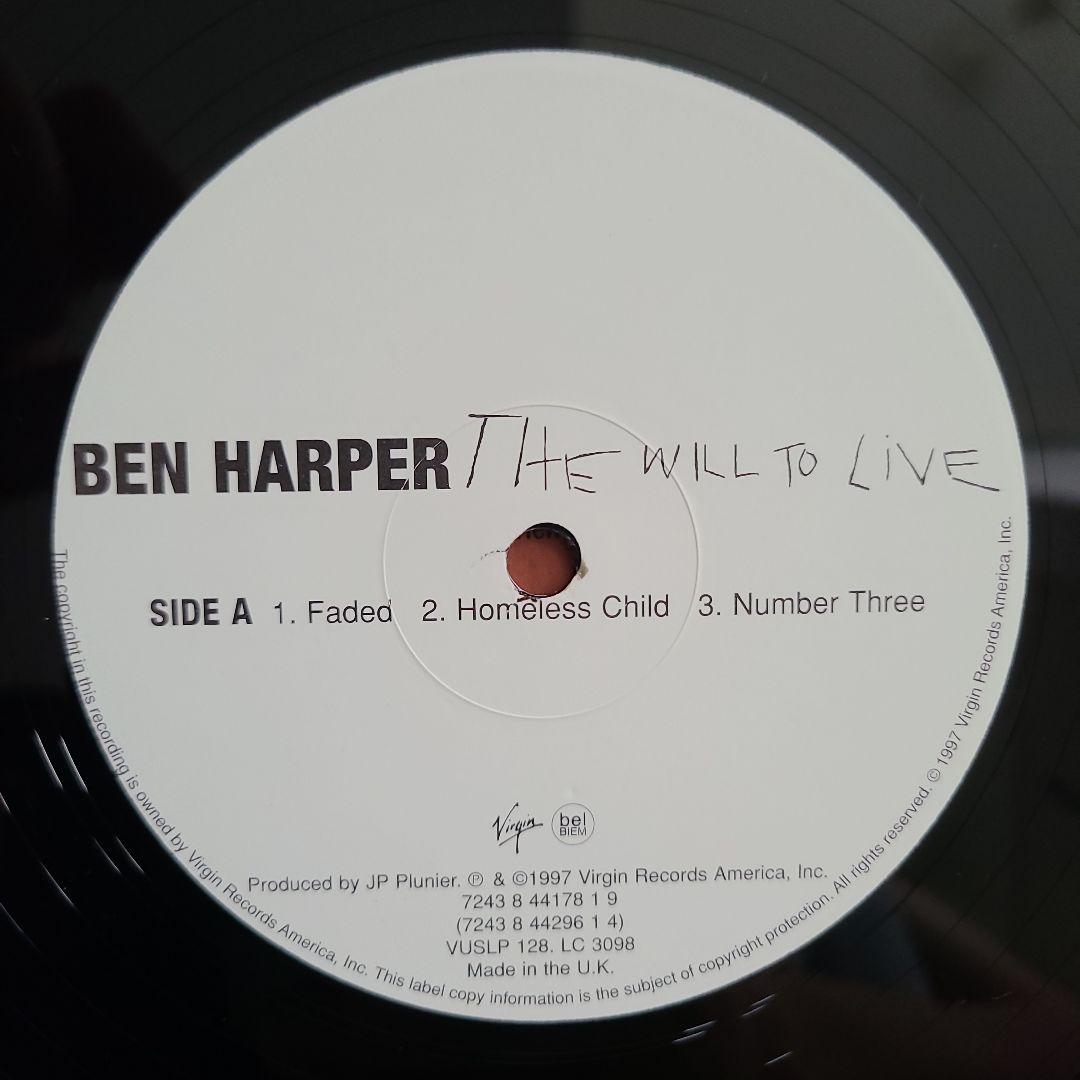 BEN HARPER THE WILL TO LIVE
SIDE A 1. Faded 2. Homeless Child 3. Number Three
Virgin bel BIEM
Produced by JP Plunier. ℗ & ©1997 Virgin Records America, Inc.
7243 8 44178 1 9
(7243 8 44296 1 4)
VUSLP 128. LC 3098
Made in the U.K.
The copyright in this recording is owned by Virgin Records America, Inc. This label copy information is the subject of copyright protection. All rights reserved. ©1997 Virgin Records America, Inc.